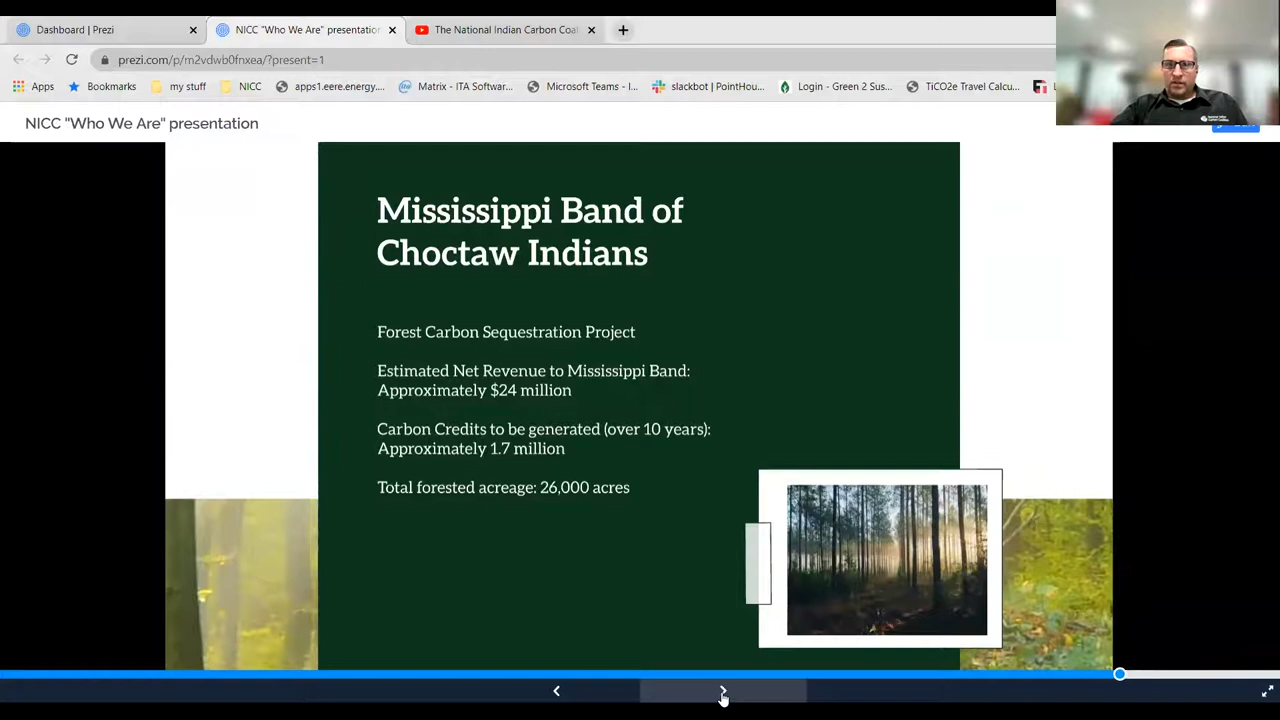 Dashboard | Prezi
NICC "Who We Are" presentation
The National Indian Carbon Coal
prezi.com/p/m2vdwb0fnxea/?present=1
Apps
Bookmarks
my stuff
NICC
apps1.eere.energy....
Matrix - ITA Softwar...
Microsoft Teams - l...
slackbot | PointHou...
Login - Green 2 Sus...
TiCO2e Travel Calcu...
NICC "Who We Are" presentation
Mississippi Band of
Choctaw Indians
Forest Carbon Sequestration Project
Estimated Net Revenue to Mississippi Band:
Approximately $24 million
Carbon Credits to be generated (over 10 years):
Approximately 1.7 million
Total forested acreage: 26,000 acres